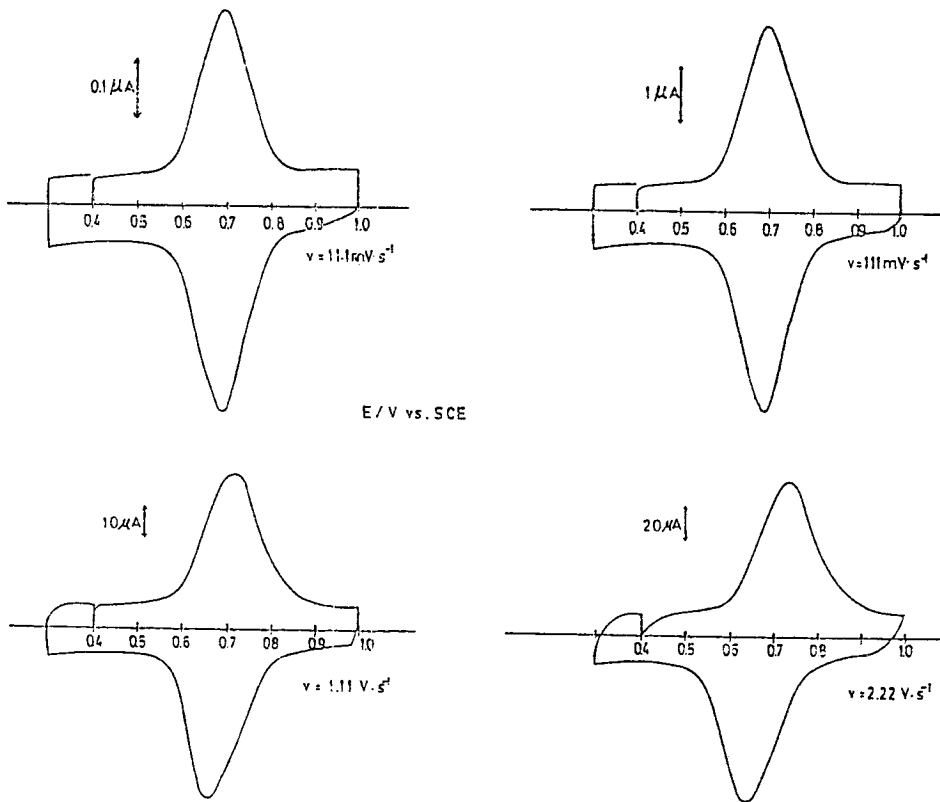 0.1 μA
0.4 0.5 0.6 0.7 0.8 0.9 1.0
v = 11.1 mV·s⁻¹
1 μA
0.4 0.5 0.6 0.7 0.8 0.9 1.0
v = 111 mV·s⁻¹
E / V vs. SCE
10 μA
0.4 0.5 0.6 0.7 0.8 0.9 1.0
v = 1.11 V·s⁻¹
20 μA
0.4 0.5 0.6 0.7 0.8 1.0
v = 2.22 V·s⁻¹